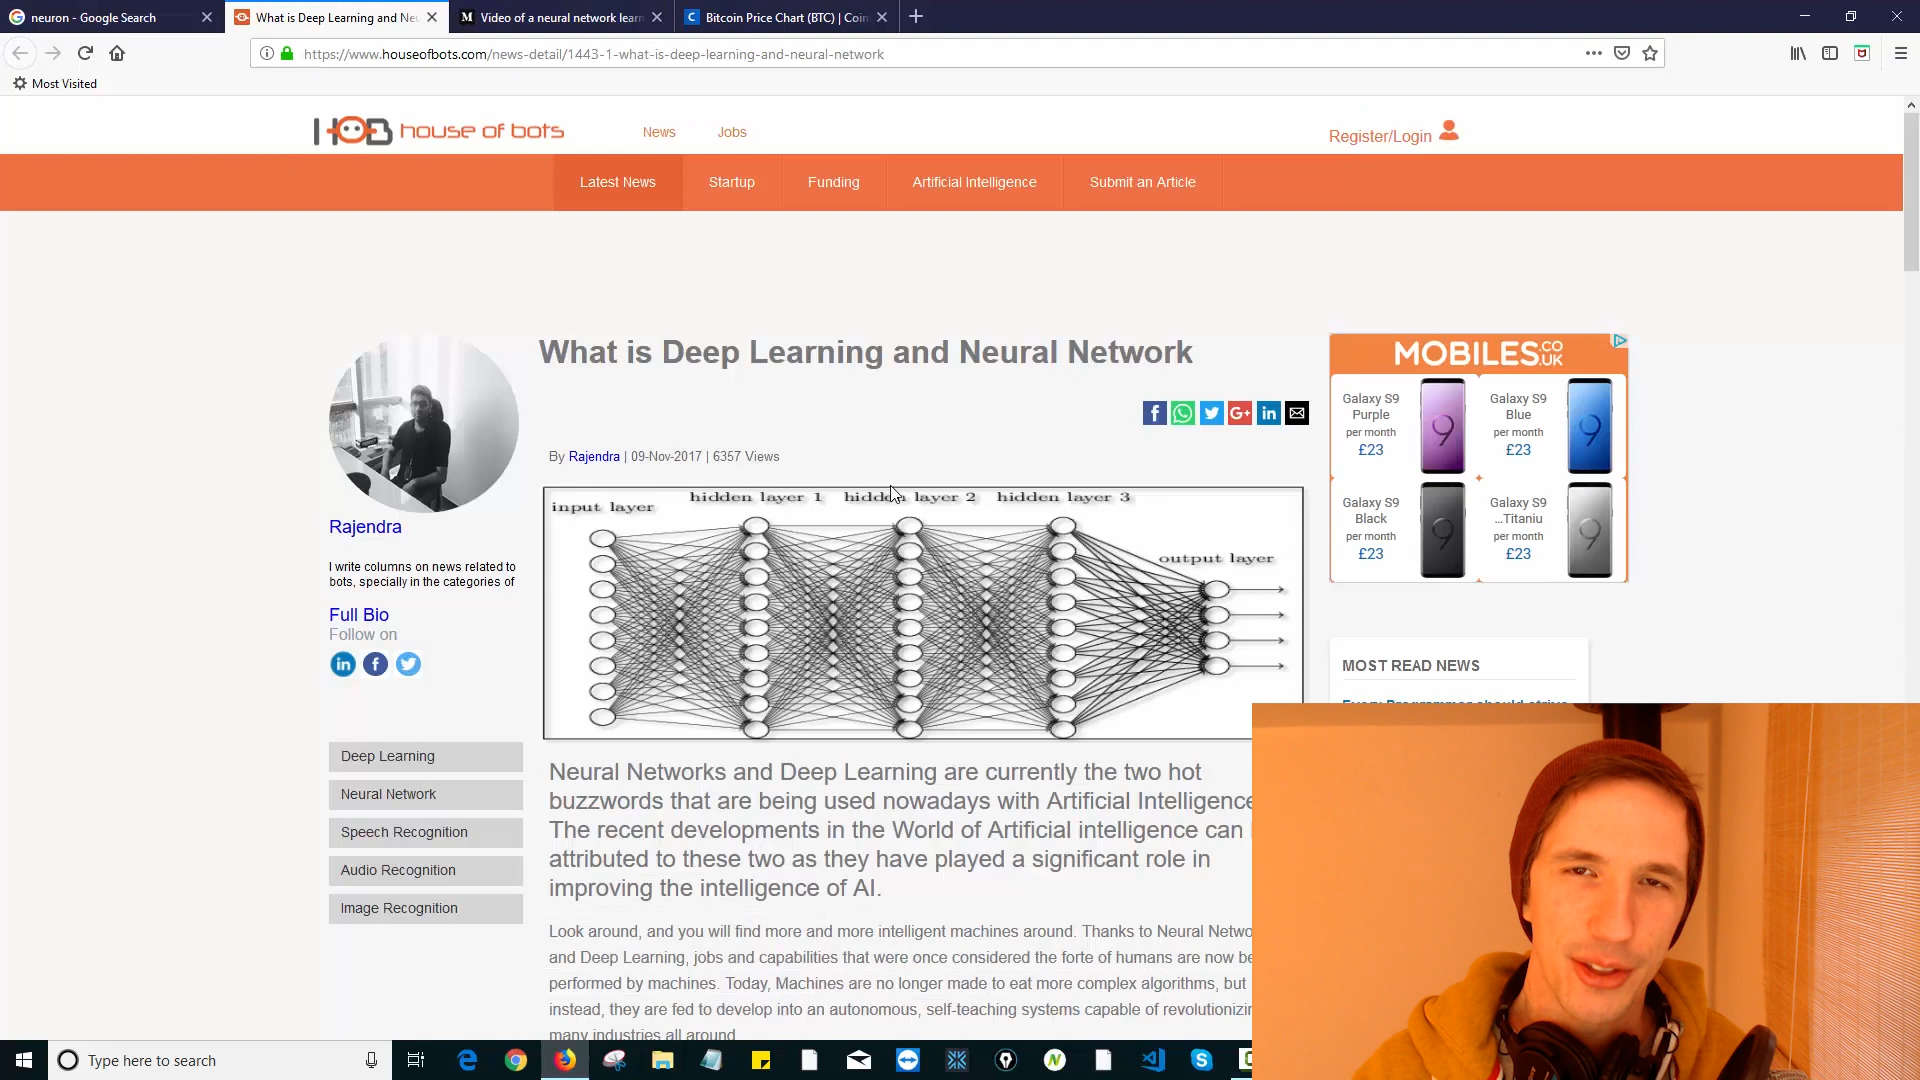 neuron - Google Search
What is Deep Learning and Neu
Video of a neural network learn
Bitcoin Price Chart (BTC) | Coin
https://www.houseofbots.com/news-detail/1443-1-what-is-deep-learning-and-neural-network
Most Visited
HOB house of bots
News
Jobs
Register/Login
Latest News
Startup
Funding
Artificial Intelligence
Submit an Article
What is Deep Learning and Neural Network
By Rajendra | 09-Nov-2017 | 6357 Views
Rajendra
I write columns on news related to
bots, specially in the categories of
Full Bio
Follow on
Deep Learning
Neural Network
Speech Recognition
Audio Recognition
Image Recognition
input layer
hidden layer 1
hidden layer 2
hidden layer 3
output layer
Neural Networks and Deep Learning are currently the two hot
buzzwords that are being used nowadays with Artificial Intelligence
The recent developments in the World of Artificial intelligence can
attributed to these two as they have played a significant role in
improving the intelligence of AI.
Look around, and you will find more and more intelligent machines around. Thanks to Neural Netwo
and Deep Learning, jobs and capabilities that were once considered the forte of humans are now be
performed by machines. Today, Machines are no longer made to eat more complex algorithms, but
instead, they are fed to develop into an autonomous, self-teaching systems capable of revolutionizin
many industries all around
MOBILES.CO.UK
Galaxy S9
Purple
per month
£23
Galaxy S9
Blue
per month
£23
Galaxy S9
Black
per month
£23
Galaxy S9
...Titaniu
per month
£23
MOST READ NEWS
Type here to search